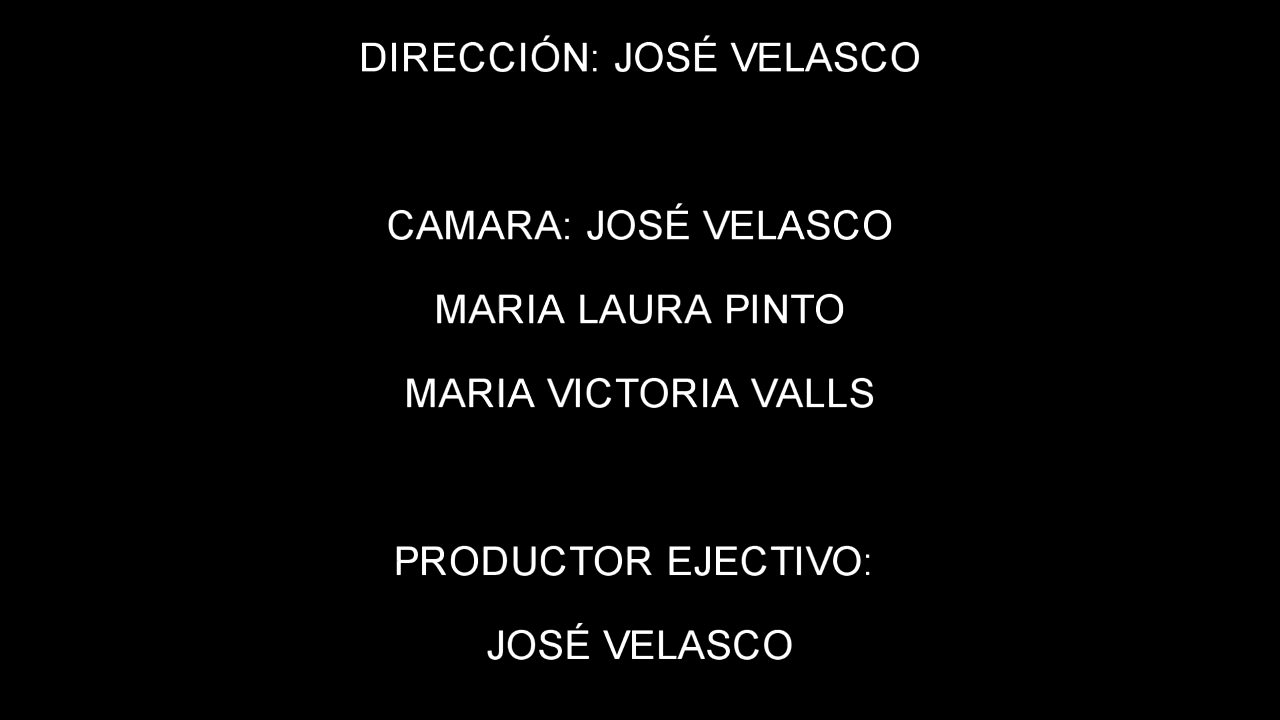 DIRECCIÓN: JOSÉ VELASCO
CAMARA: JOSÉ VELASCO
MARIA LAURA PINTO
MARIA VICTORIA VALLS
PRODUCTOR EJECTIVO:
JOSÉ VELASCO